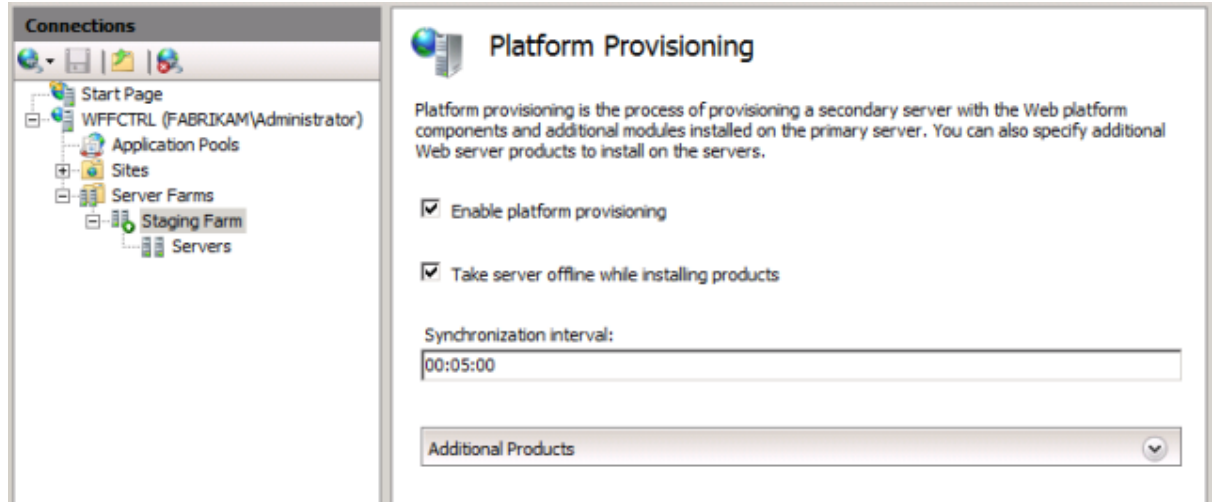 Connections
Start Page
WFFCTRL (FABRIKAM\Administrator)
Application Pools
Sites
Server Farms
Staging Farm
Servers
Platform Provisioning
Platform provisioning is the process of provisioning a secondary server with the Web platform
components and additional modules installed on the primary server. You can also specify additional
Web server products to install on the servers.
Enable platform provisioning
Take server offline while installing products
Synchronization interval:
00:05:00
Additional Products